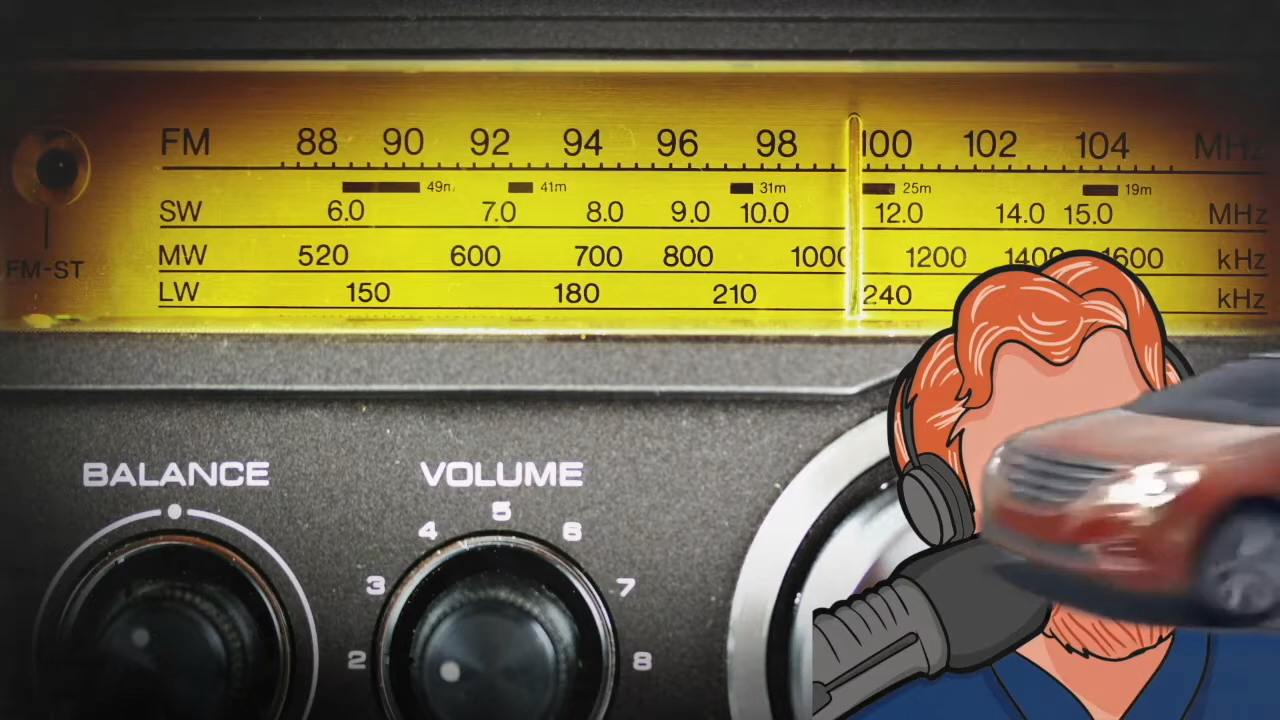 FM 88 90 92 94 96 98 100 102 104 MHz
49m 41m 31m 25m 19m
SW 6.0 7.0 8.0 9.0 10.0 12.0 14.0 15.0 MHz
MW 520 600 700 800 1000 1200 1400 1600 kHz
FM-ST
LW 150 180 210 240 kHz
BALANCE VOLUME
2 3 4 5 6 7 8